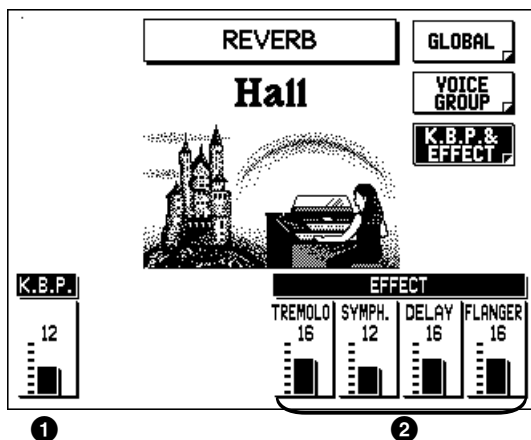 REVERB
Hall
GLOBAL
VOICE
GROUP
K.B.P.&
EFFECT
K.B.P.
12
EFFECT
TREMOLO SYMPH. DELAY FLANGER
16 12 16 16
1 2